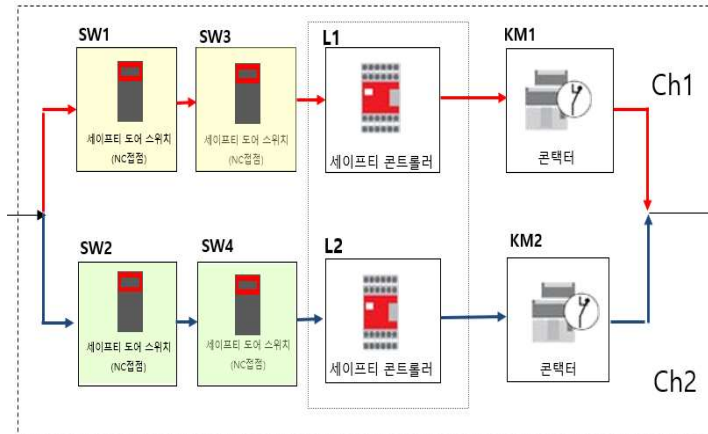 SW1
SW3
L1
KM1
Ch1
세이프티 도어 스위치
(NC접점)
세이프티 도어 스위치
(NC접점)
세이프티 컨트롤러
콘택터
SW2
SW4
L2
KM2
세이프티 도어 스위치
(NC접점)
세이프티 도어 스위치
(NC접점)
세이프티 컨트롤러
콘택터
Ch2